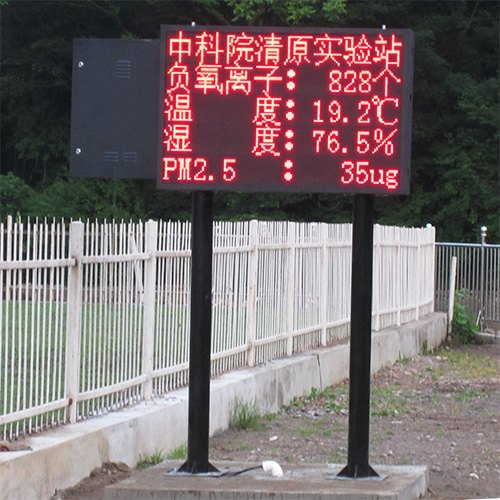 中科院清原实验站
负氧离子：828个
温 度：19.2℃
湿 度：76.5%
PM2.5 ：35ug